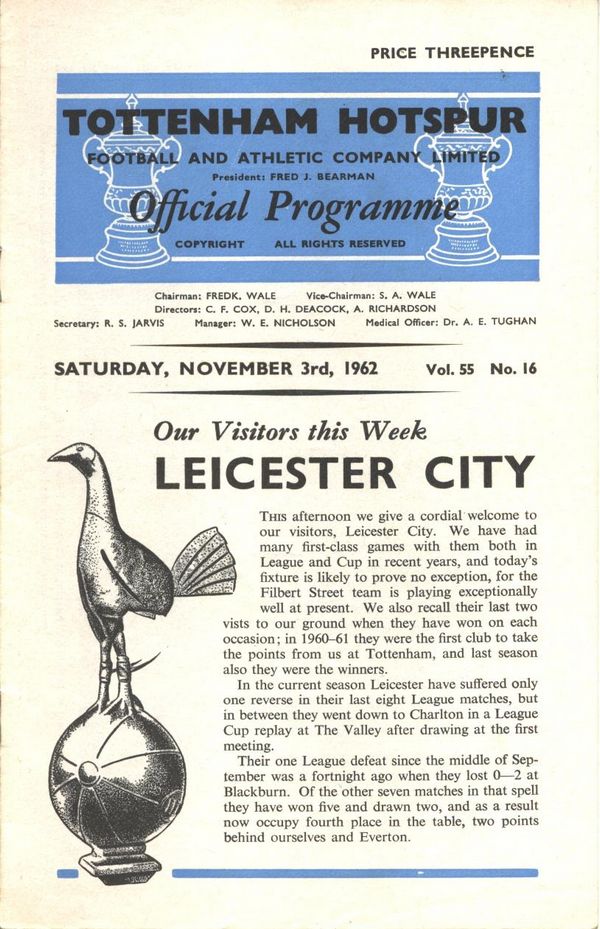 PRICE THREEPENCE
TOTTENHAM HOTSPUR
FOOTBALL AND ATHLETIC COMPANY LIMITED
President: FRED J. BEARMAN
Official Programme
COPYRIGHT ALL RIGHTS RESERVED
Chairman: FREDK. WALE Vice-Chairman: S. A. WALE
Directors: C. F. COX, D. H. DEACOCK, A. RICHARDSON
Secretary: R. S. JARVIS Manager: W. E. NICHOLSON Medical Officer: Dr. A. E. TUGHAN
SATURDAY, NOVEMBER 3rd, 1962 Vol. 55 No. 16
Our Visitors this Week
LEICESTER CITY
THIS afternoon we give a cordial welcome to
our visitors, Leicester City. We have had
many first-class games with them both in
League and Cup in recent years, and today's
fixture is likely to prove no exception, for the
Filbert Street team is playing exceptionally
well at present. We also recall their last two
vists to our ground when they have won on each
occasion; in 1960–61 they were the first club to take
the points from us at Tottenham, and last season
also they were the winners.
In the current season Leicester have suffered only
one reverse in their last eight League matches, but
in between they went down to Charlton in a League
Cup replay at The Valley after drawing at the first
meeting.
Their one League defeat since the middle of Sep-
tember was a fortnight ago when they lost 0—2 at
Blackburn. Of the other seven matches in that spell
they have won five and drawn two, and as a result
now occupy fourth place in the table, two points
behind ourselves and Everton.